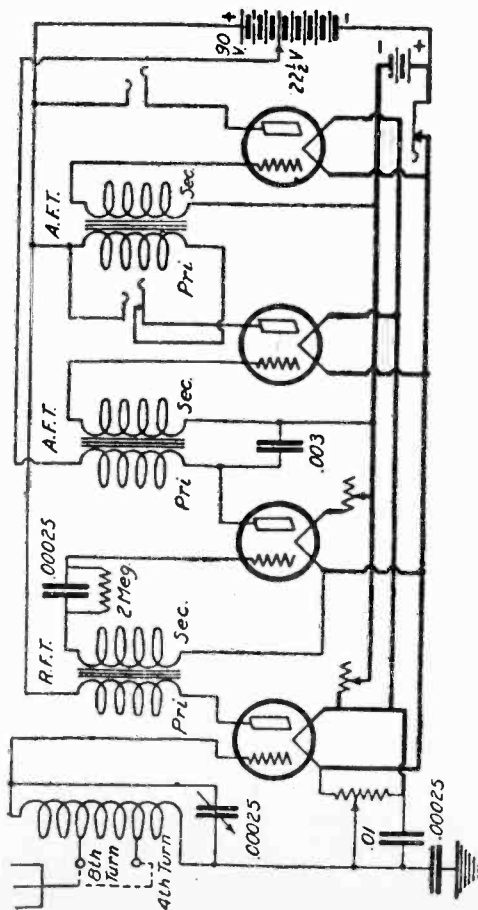 +
90
V.
22½ V
-
-
+
A.F.T.
Sec.
Pri
A.F.T.
Sec.
Pri
.003
.00025
2 Meg.
R.F.T.
Sec.
Pri
8th
Turn
4th Turn
.00025
.01
.00025